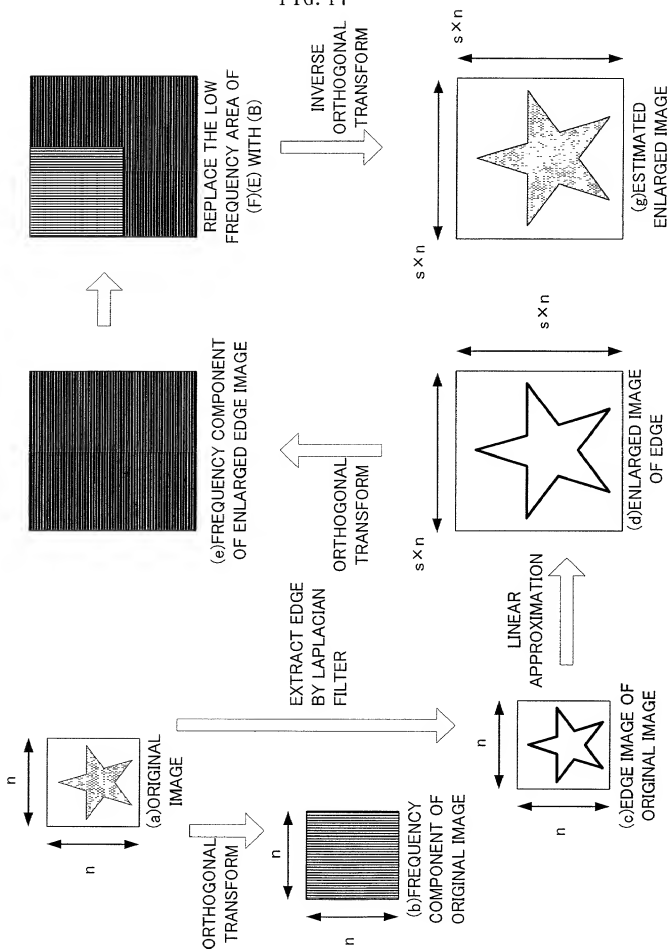 FIG. 17
n
n
(a)ORIGINAL
IMAGE
ORTHOGONAL
TRANSFORM
n
n
(b)FREQUENCY
COMPONENT OF
ORIGINAL IMAGE
EXTRACT EDGE
BY LAPLACIAN
FILTER
n
n
(c)EDGE IMAGE OF
ORIGINAL IMAGE
LINEAR
APPROXIMATION
s×n
s×n
(d)ENLARGED IMAGE
OF EDGE
ORTHOGONAL
TRANSFORM
(e)FREQUENCY COMPONENT
OF ENLARGED EDGE IMAGE
REPLACE THE LOW
FREQUENCY AREA OF
(F)(E) WITH (B)
INVERSE
ORTHOGONAL
TRANSFORM
s×n
s×n
(g)ESTIMATED
ENLARGED IMAGE